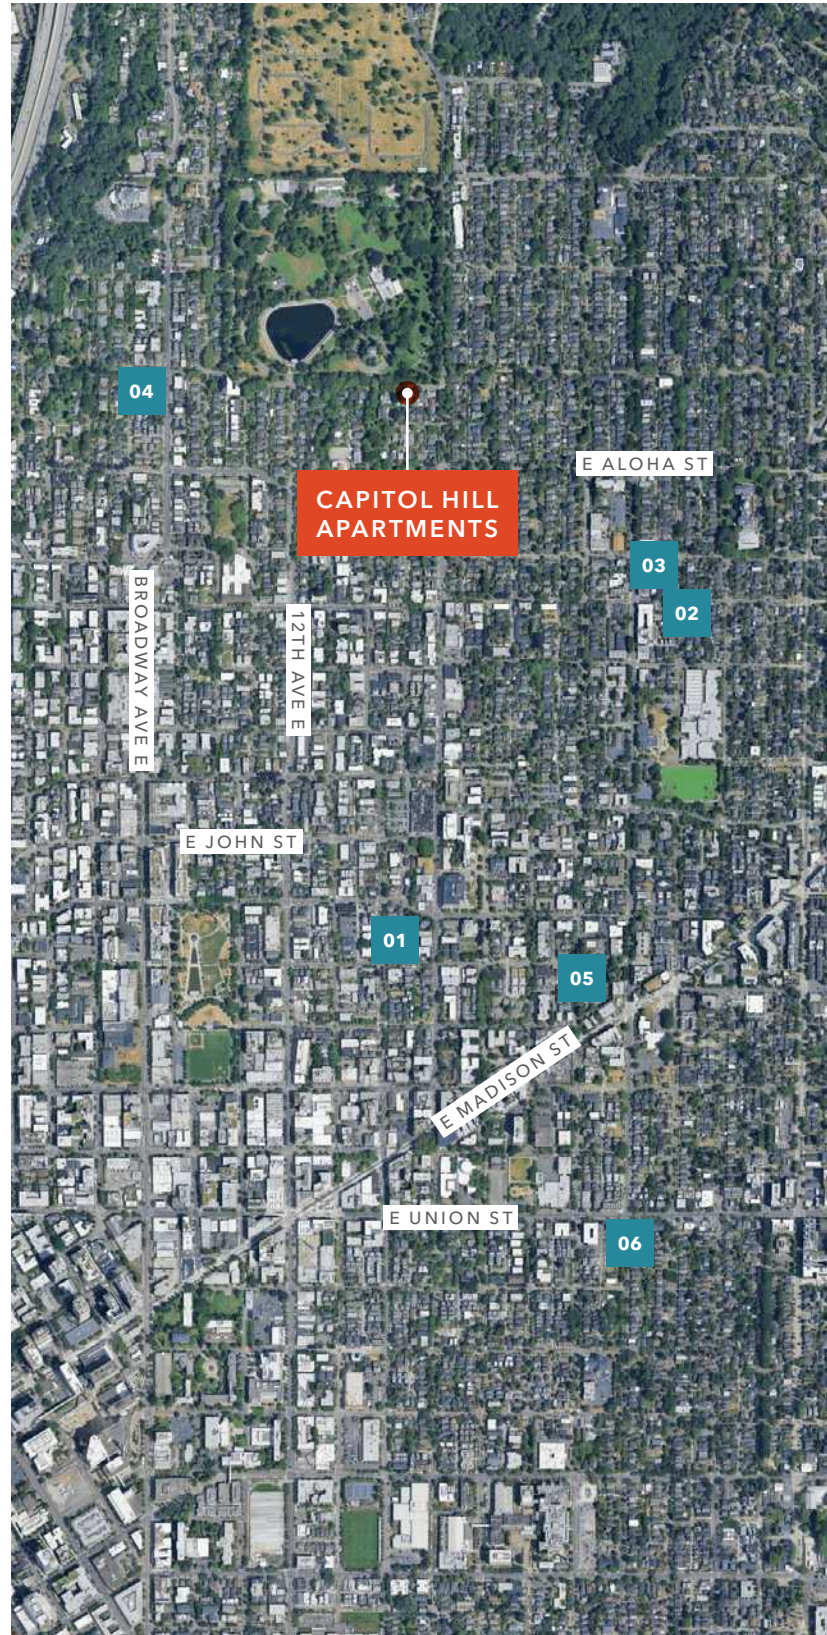 04
E ALOHA ST
CAPITOL HILL
APARTMENTS
03
02
BROADWAY AVE E
12TH AVE E
E JOHN ST
01
05
E MADISON ST
E UNION ST
06